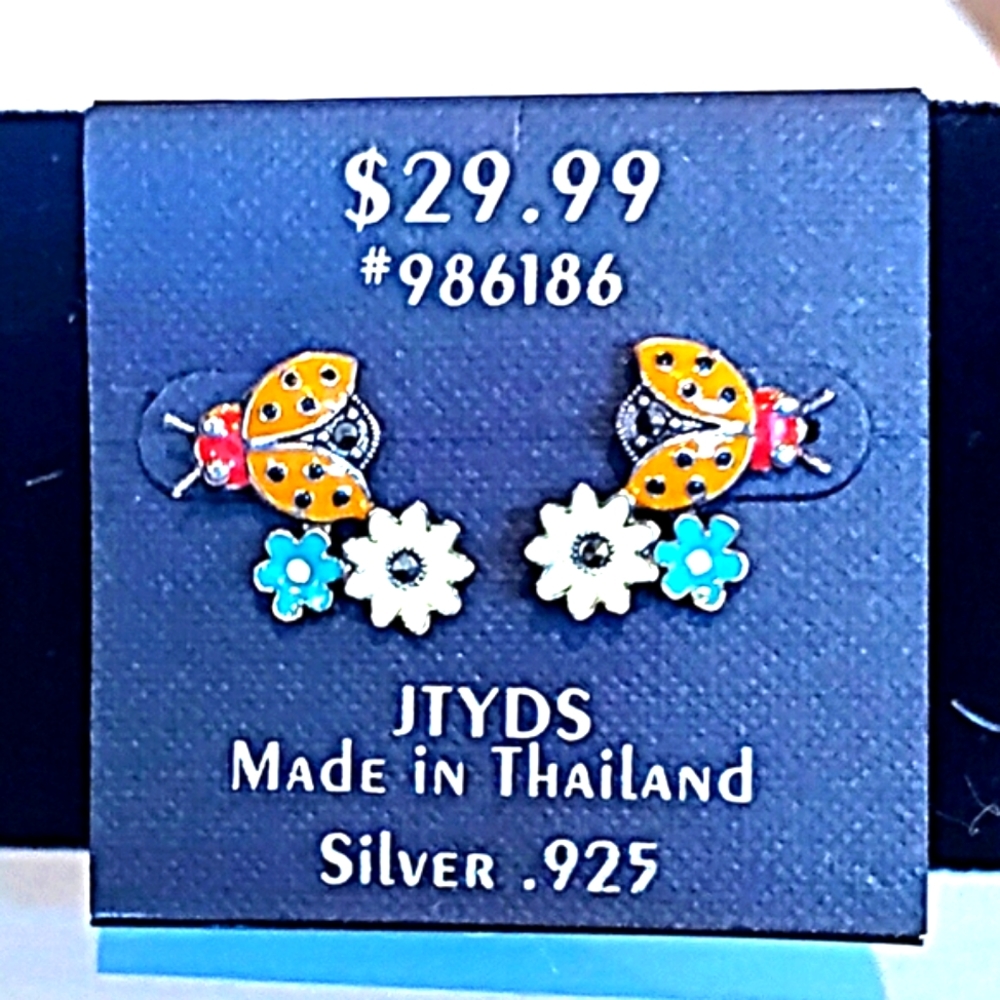 $29.99
#986186
JTYDS
Made in Thailand
Silver .925